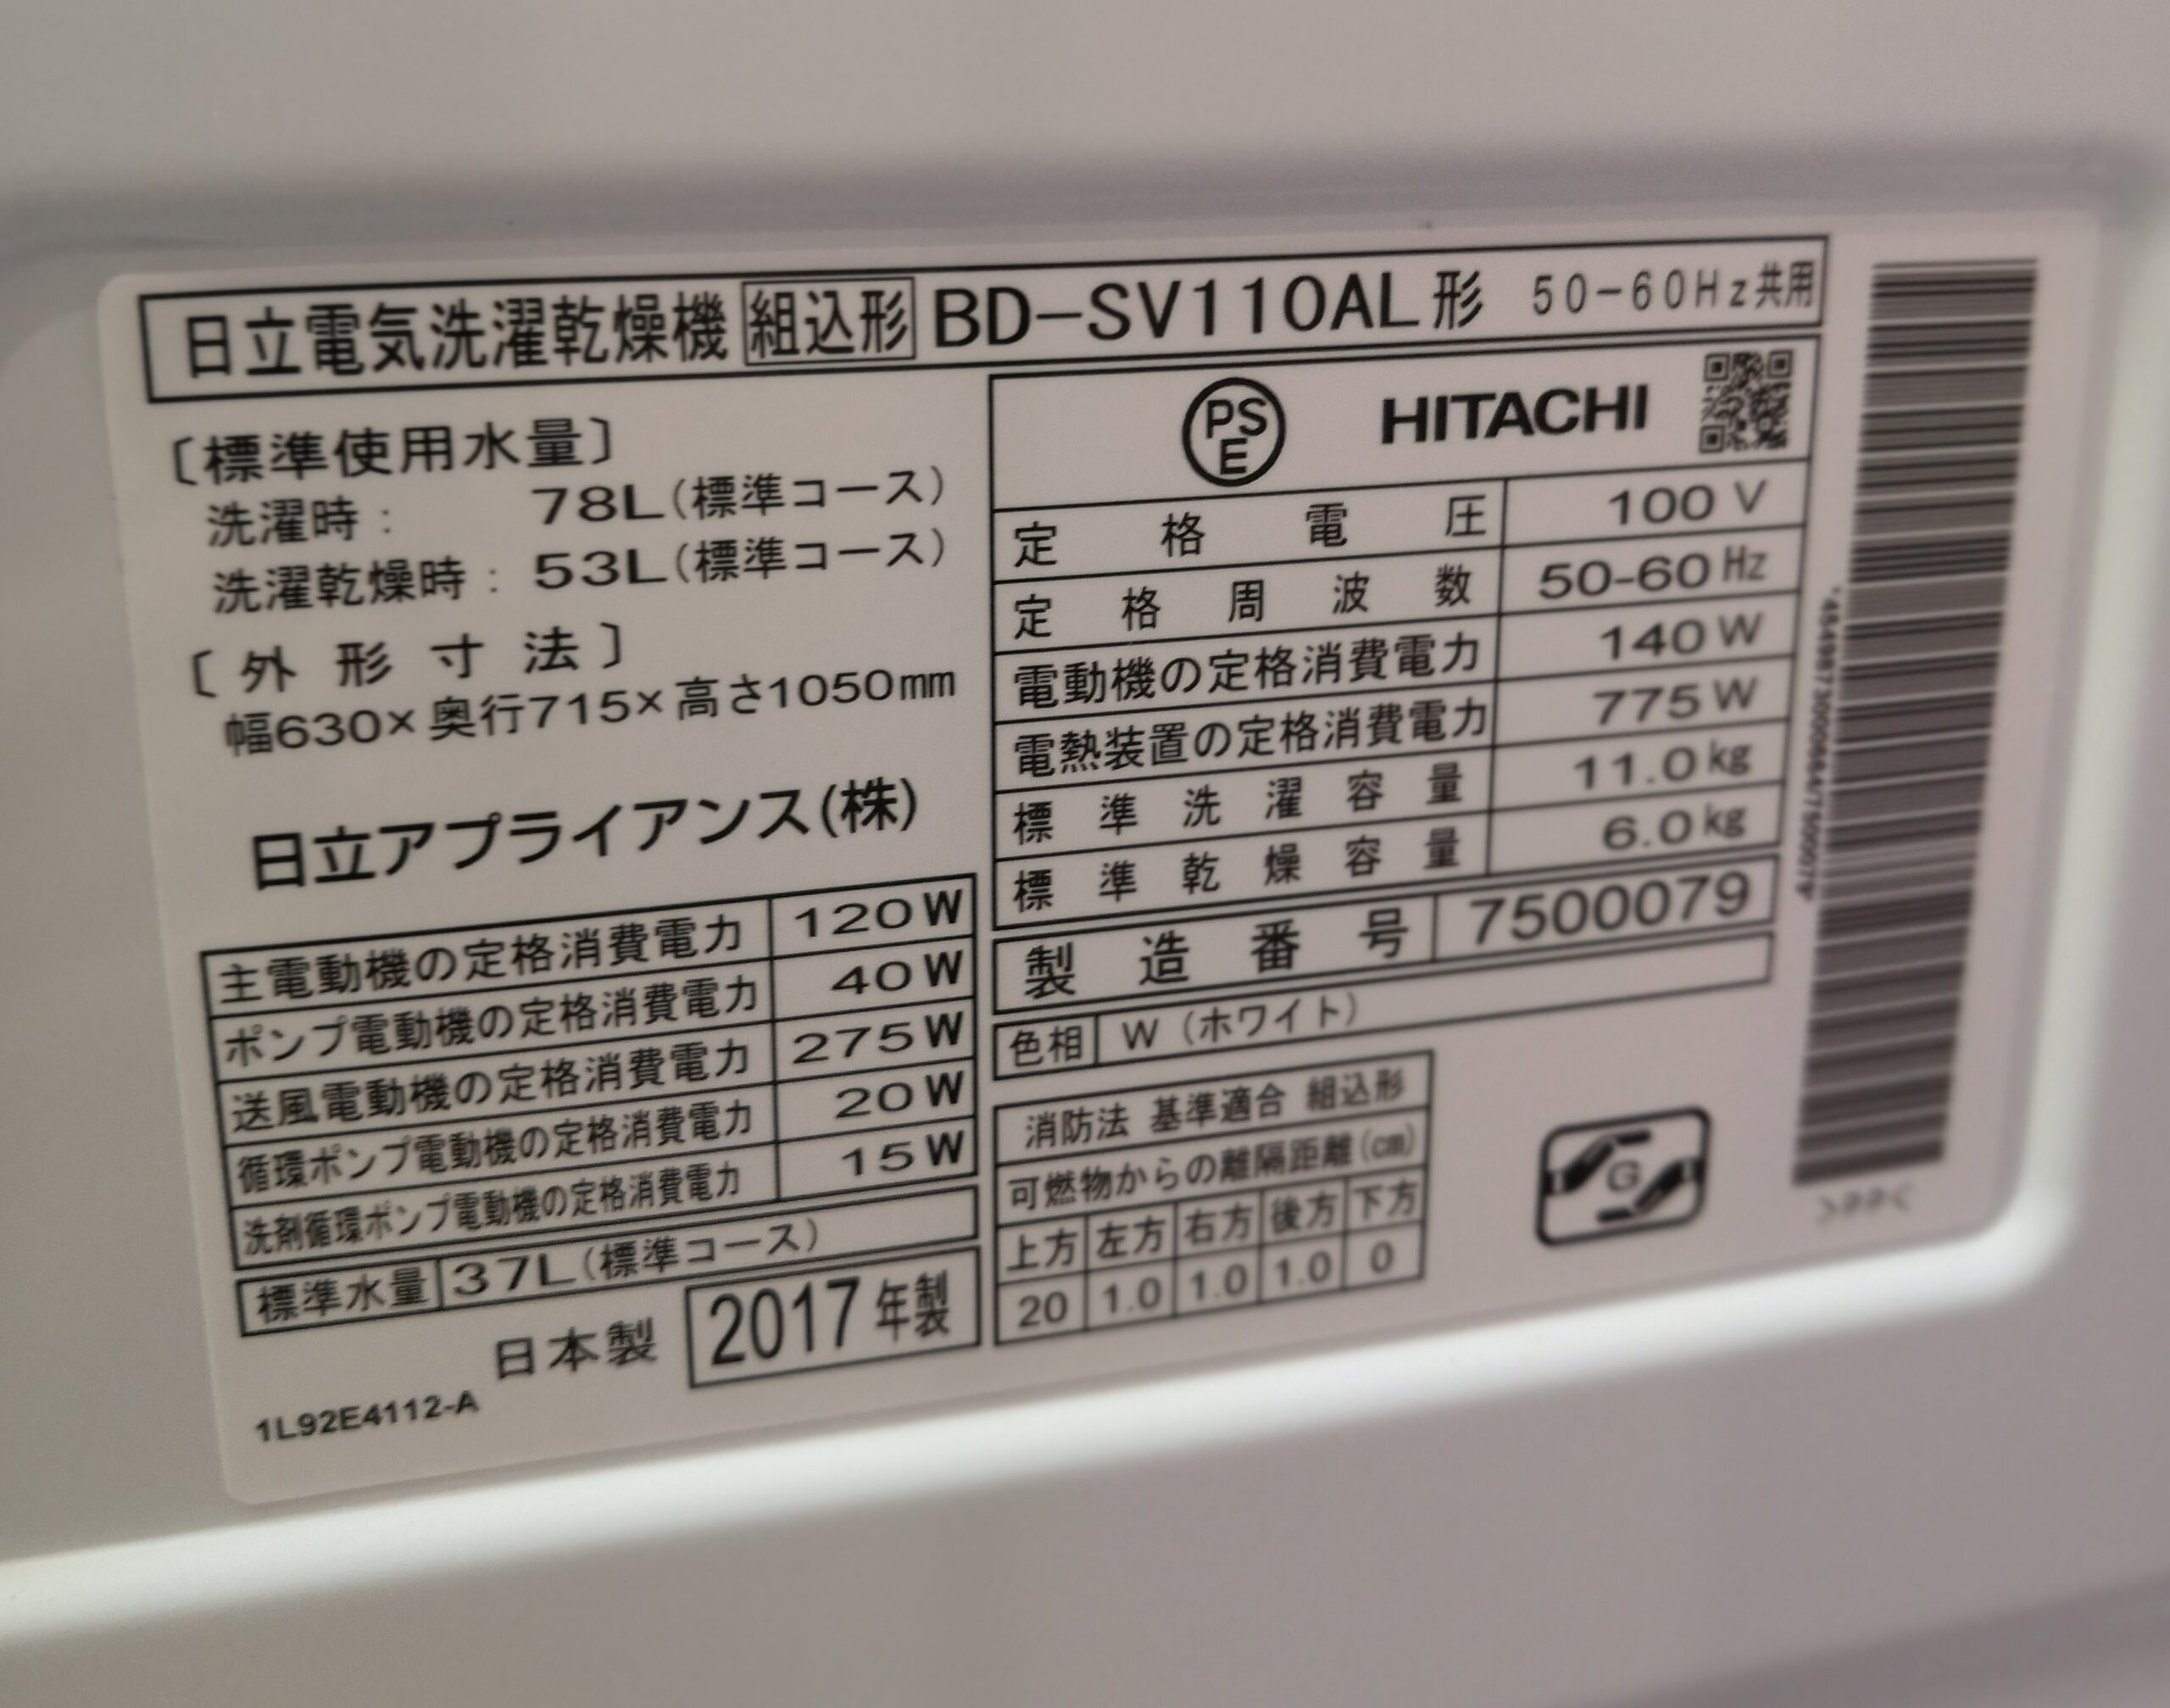 日立電気洗濯乾燥機 組込形 BD-SV110AL形 50-60Hz共用
〔標準使用水量〕
洗濯時: 78L(標準コース)
洗濯乾燥時: 53L(標準コース)
〔外形寸法〕
幅630×奥行715×高さ1050mm
日立アプライアンス(株)
主電動機の定格消費電力 120W
ポンプ電動機の定格消費電力 40W
送風電動機の定格消費電力 275W
循環ポンプ電動機の定格消費電力 20W
洗剤循環ポンプ電動機の定格消費電力 15W
標準水量 37L(標準コース)
日本製 2017年製
1L92E4112-A
PS
E
HITACHI
定格電圧 100V
定格周波数 50-60Hz
電動機の定格消費電力 140W
電熱装置の定格消費電力 775W
標準洗濯容量 11.0kg
標準乾燥容量 6.0kg
製造番号 7500079
色相 W(ホワイト)
消防法 基準適合 組込形
可燃物からの離隔距離(cm)
上方 左方 右方 後方 下方
20 1.0 1.0 1.0 0
G